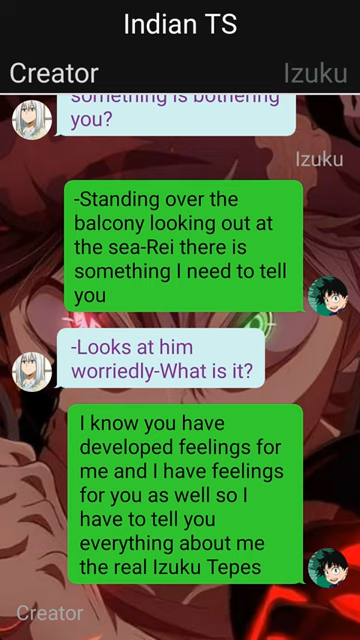 Indian TS
Creator
Izuku
something is bothering
you?
Izuku
-Standing over the
balcony looking out at
the sea-Rei there is
something I need to tell
you
-Looks at him
worriedly-What is it?
I know you have
developed feelings for
me and I have feelings
for you as well so I
have to tell you
everything about me
the real Izuku Tepes
Creator